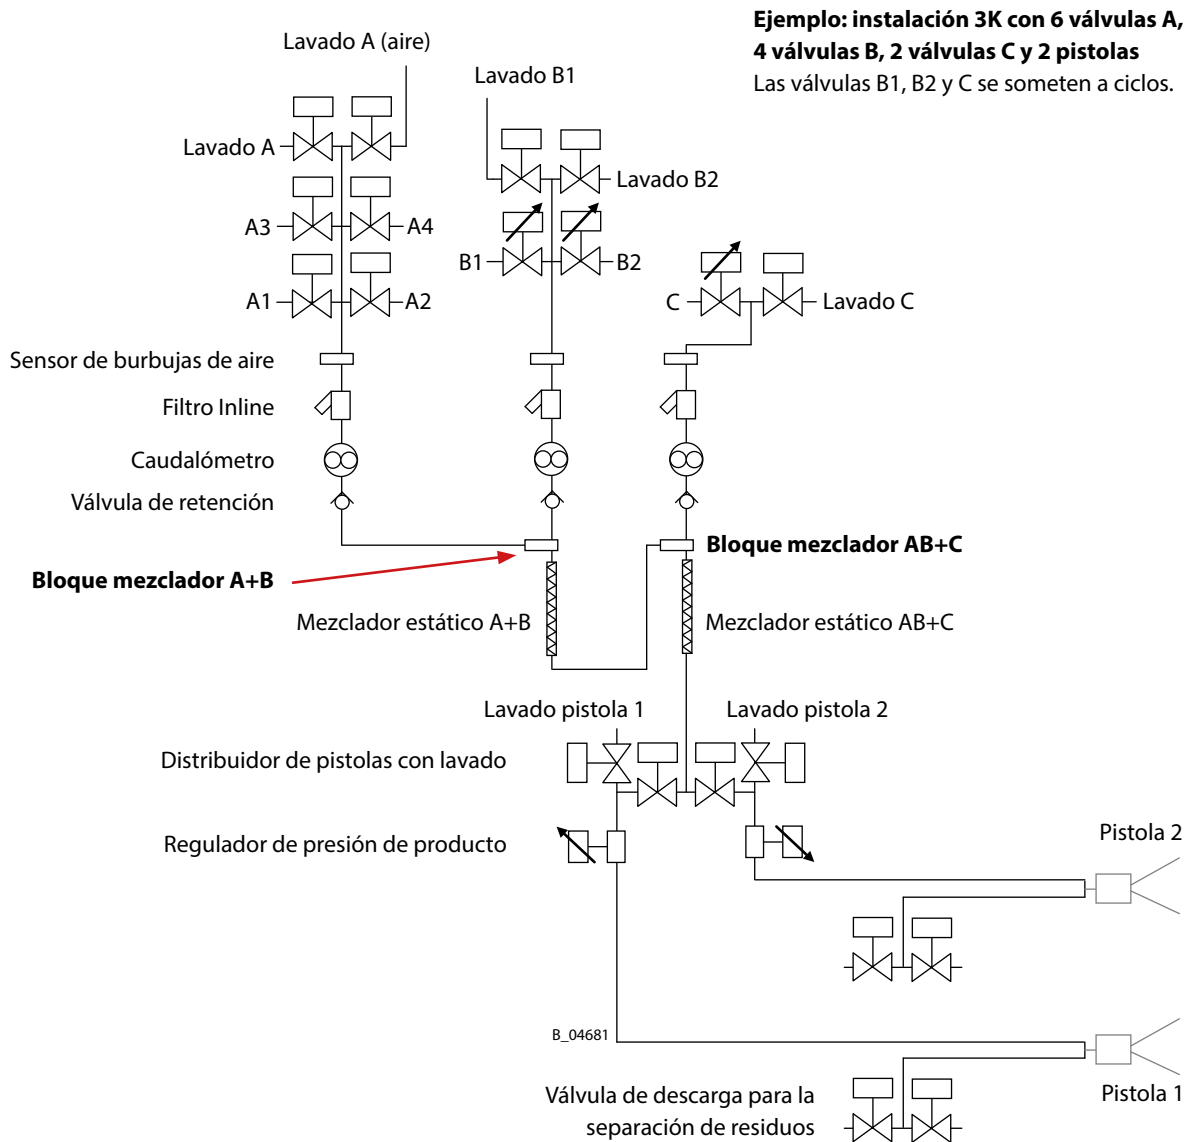 Ejemplo: instalación 3K con 6 válvulas A,
4 válvulas B, 2 válvulas C y 2 pistolas
Las válvulas B1, B2 y C se someten a ciclos.
Lavado A (aire)
Lavado B1
Lavado A
Lavado B2
A3
A4
B1
B2
A1
A2
C
Lavado C
Sensor de burbujas de aire
Filtro Inline
Caudalómetro
Válvula de retención
Bloque mezclador AB+C
Bloque mezclador A+B
Mezclador estático A+B
Mezclador estático AB+C
Lavado pistola 1
Lavado pistola 2
Distribuidor de pistolas con lavado
Regulador de presión de producto
Pistola 2
B_04681
Pistola 1
Válvula de descarga para la
separación de residuos